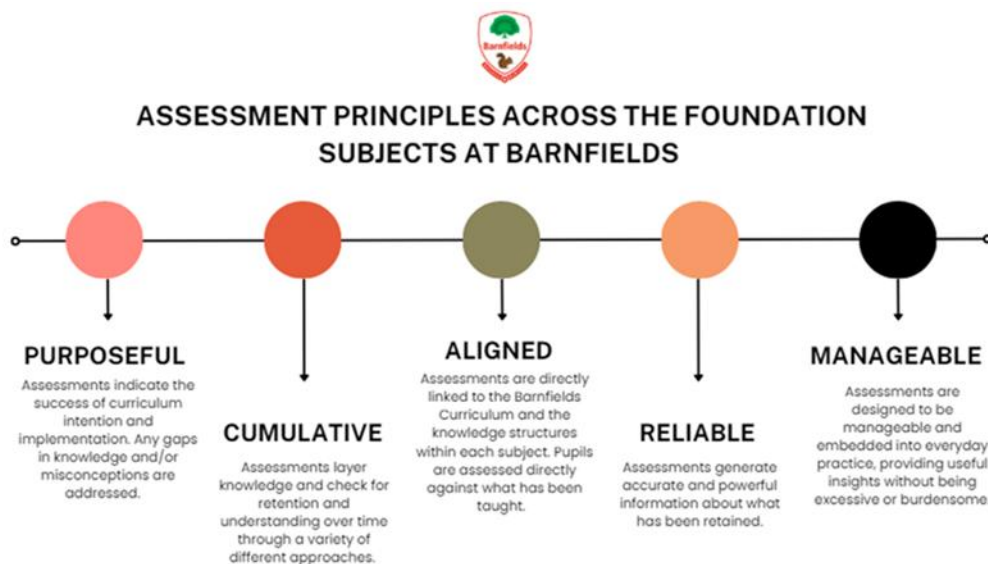 Barnfields
ASSESSMENT PRINCIPLES ACROSS THE FOUNDATION
SUBJECTS AT BARNFIELDS
PURPOSEFUL
Assessments indicate the
success of curriculum
intention and
implementation. Any gaps
in knowledge and/or
misconceptions are
addressed.
CUMULATIVE
Assessments layer
knowledge and check for
retention and
understanding over time
through a variety of
different approaches.
ALIGNED
Assessments are directly
linked to the Barnfields
Curriculum and the
knowledge structures
within each subject. Pupils
are assessed directly
against what has been
taught.
RELIABLE
Assessments generate
accurate and powerful
information about what
has been retained.
MANAGEABLE
Assessments are
designed to be
manageable and
embedded into everyday
practice, providing useful
insights without being
excessive or burdensome